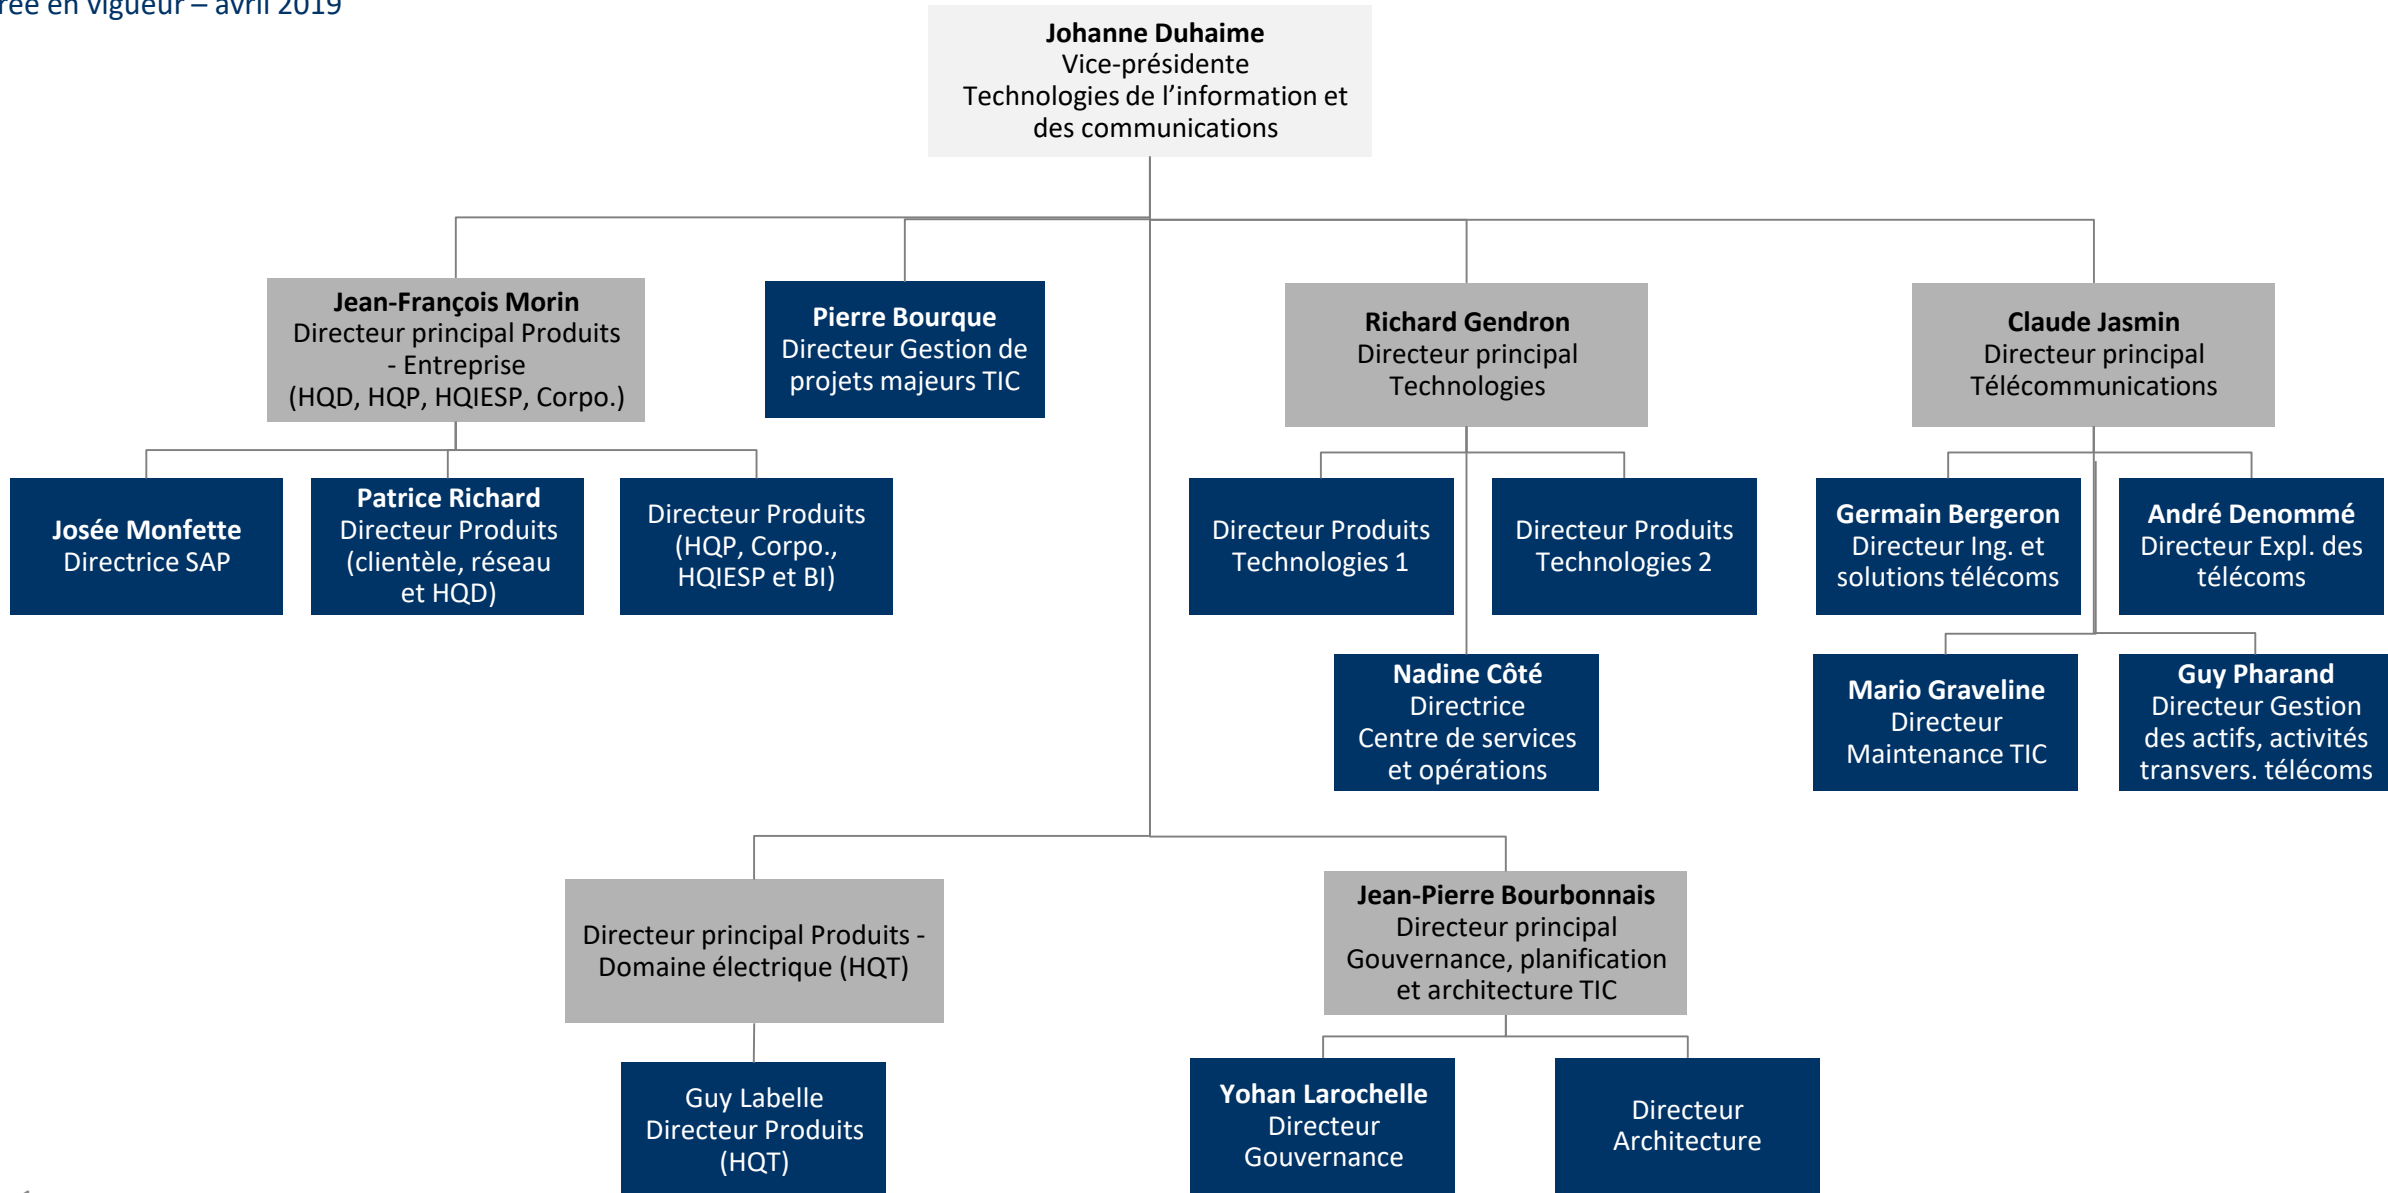 en vigueur – avril 2019
Johanne Duhaime
Vice-présidente
Technologies de l’information et
des communications
Jean-François Morin
Directeur principal Produits
- Entreprise
(HQD, HQP, HQIESP, Corpo.)
Pierre Bourque
Directeur Gestion de
projets majeurs TIC
Richard Gendron
Directeur principal
Technologies
Claude Jasmin
Directeur principal
Télécommunications
Josée Monfette
Directrice SAP
Patrice Richard
Directeur Produits
(clientèle, réseau
et HQD)
Directeur Produits
(HQP, Corpo.,
HQIESP et BI)
Directeur Produits
Technologies 1
Directeur Produits
Technologies 2
Germain Bergeron
Directeur Ing. et
solutions télécoms
André Denommé
Directeur Expl. des
télécoms
Nadine Côté
Directrice
Centre de services
et opérations
Mario Graveline
Directeur
Maintenance TIC
Guy Pharand
Directeur Gestion
des actifs, activités
transvers. télécoms
Directeur principal Produits -
Domaine électrique (HQT)
Jean-Pierre Bourbonnais
Directeur principal
Gouvernance, planification
et architecture TIC
Guy Labelle
Directeur Produits
(HQT)
Yohan Larochelle
Directeur
Gouvernance
Directeur
Architecture